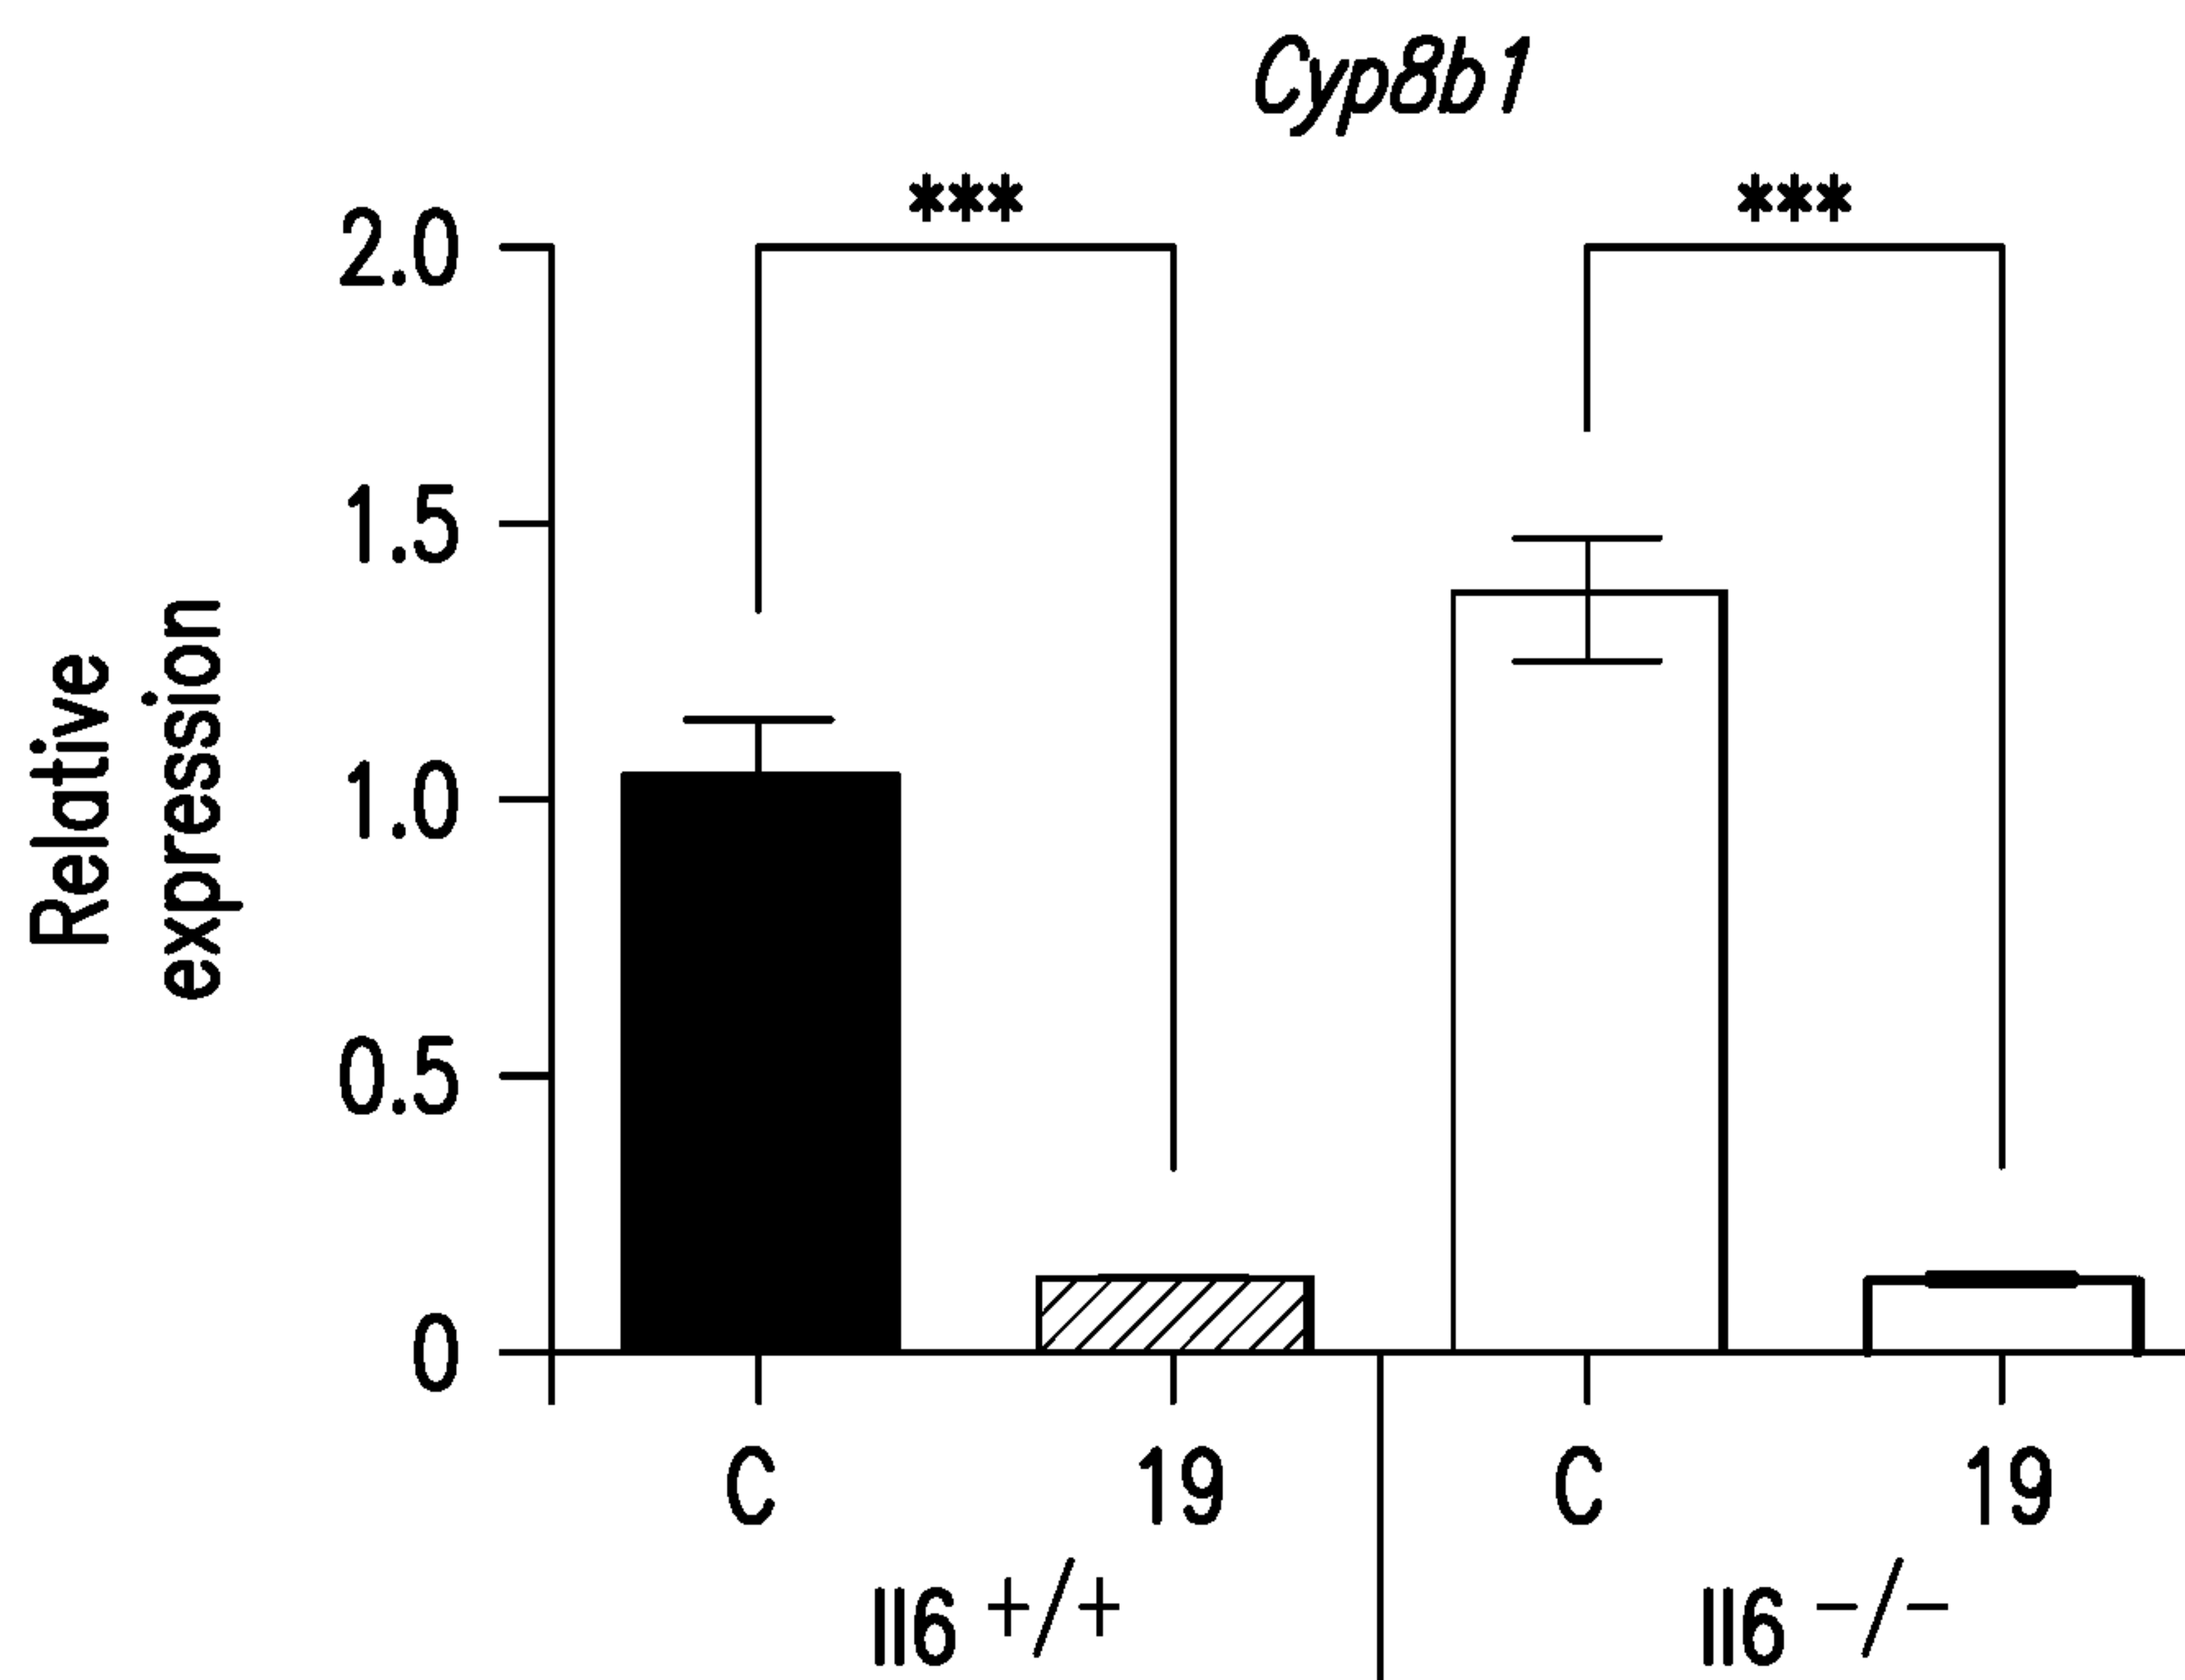 Cyp8b1
*** ***
2.0
1.5
1.0
0.5
0
Relative
expression
C 19 C 19
Il6 +/+ Il6 -/-